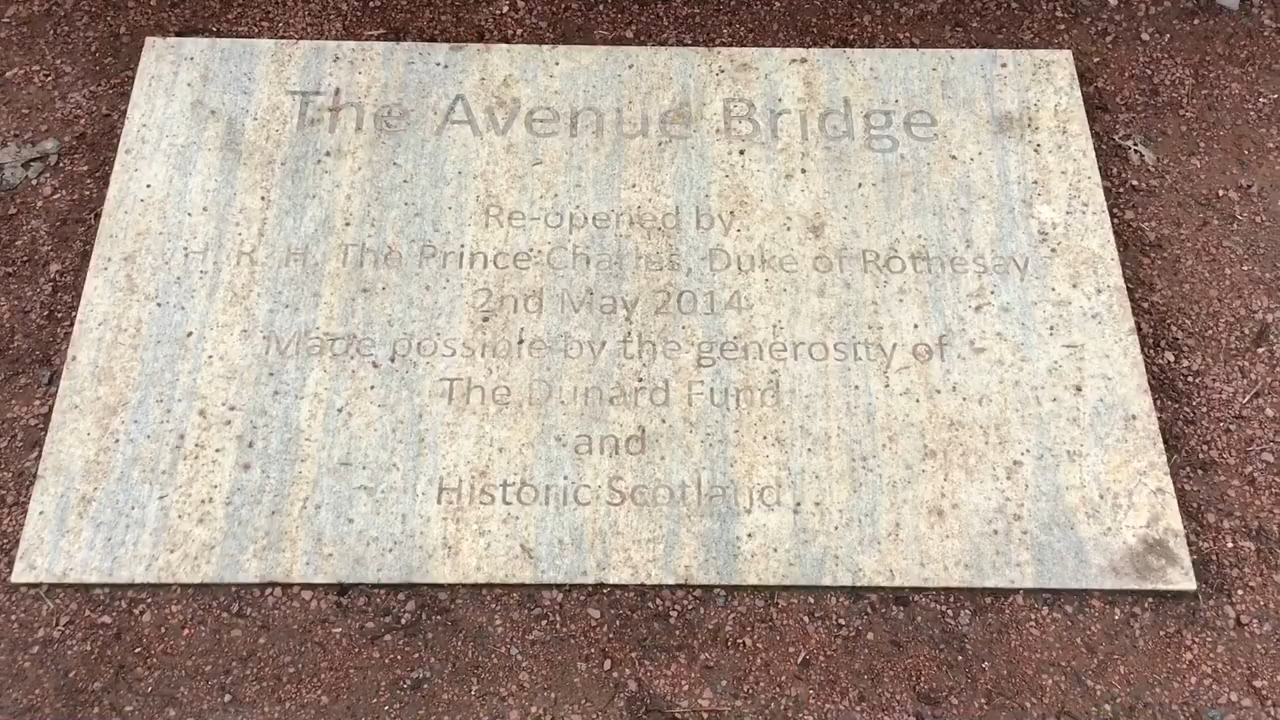 The Avenue Bridge
Re-opened by
H. R. H. The Prince Charles, Duke of Rothesay
2nd May 2014
Made possible by the generosity of
The Dunard Fund
and
Historic Scotland